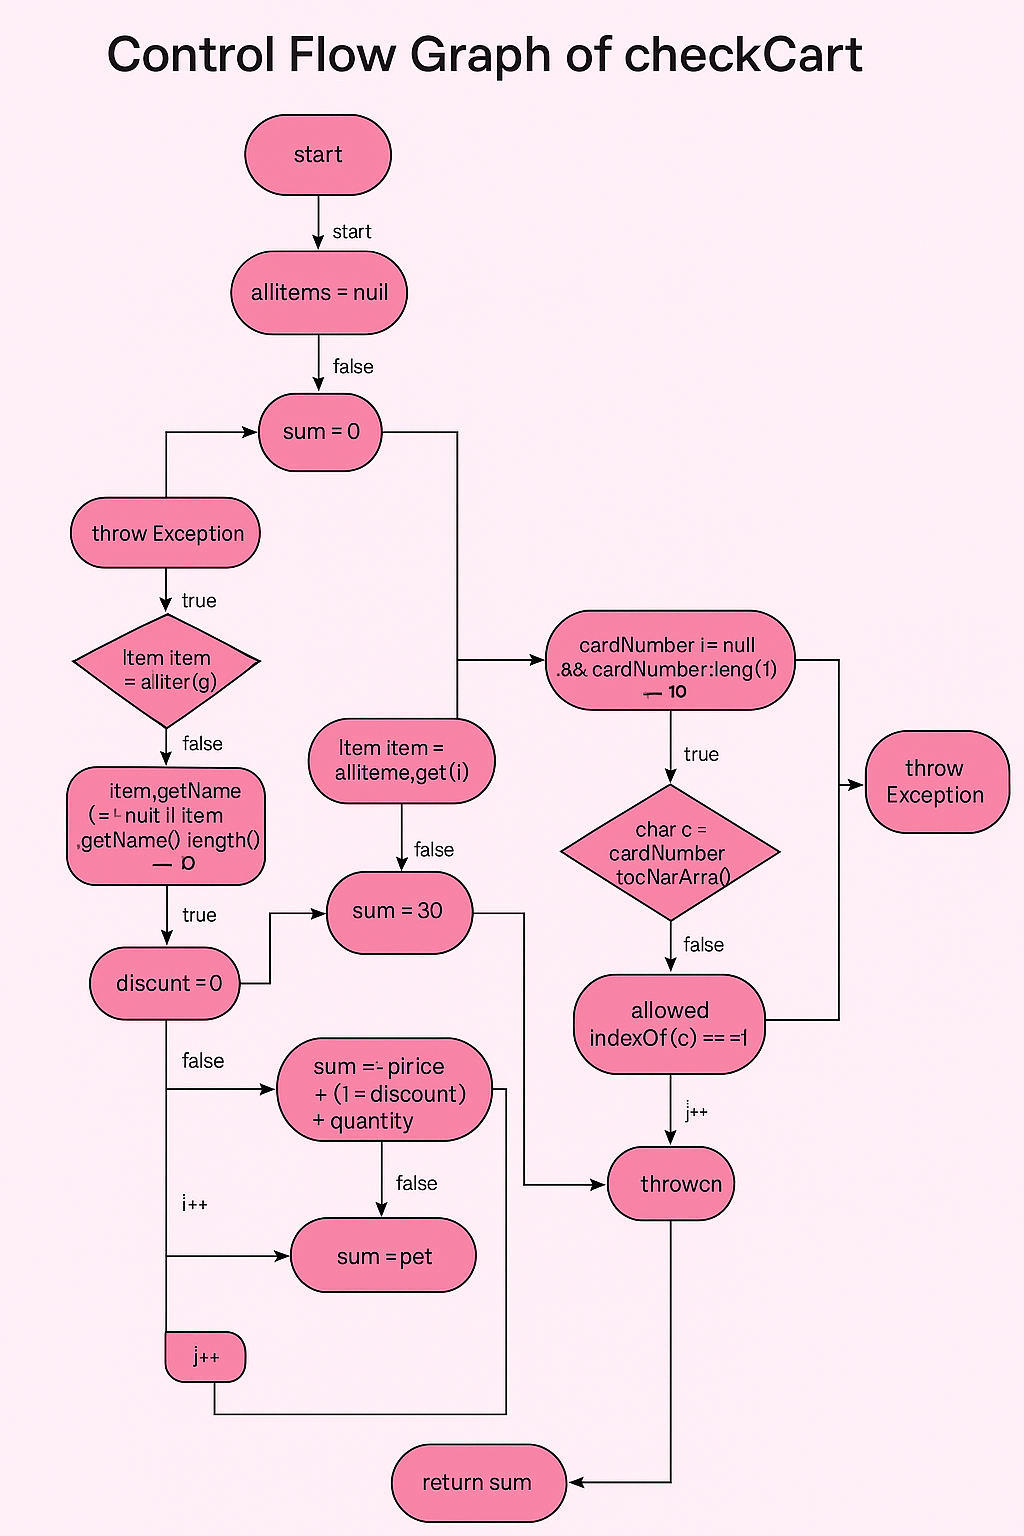 Control Flow Graph of checkCart
start
start
allitems = nuil
false
sum = 0
throw Exception
true
Item item
= alliter(g)
false
item,getName
(= nuit il item
,getName() iength()
true
discunt = 0
false
i++
j++
Item item =
alliteme,get(i)
false
sum = 30
sum =- pirice
+ (1 = discount)
+ quantity
false
sum = pet
cardNumber i= null
.&& cardNumber:leng(1)
— 10
true
char c =
cardNumber
tocNarArra()
false
allowed
indexOf(c) == =1
j++
throwcn
throw
Exception
return sum